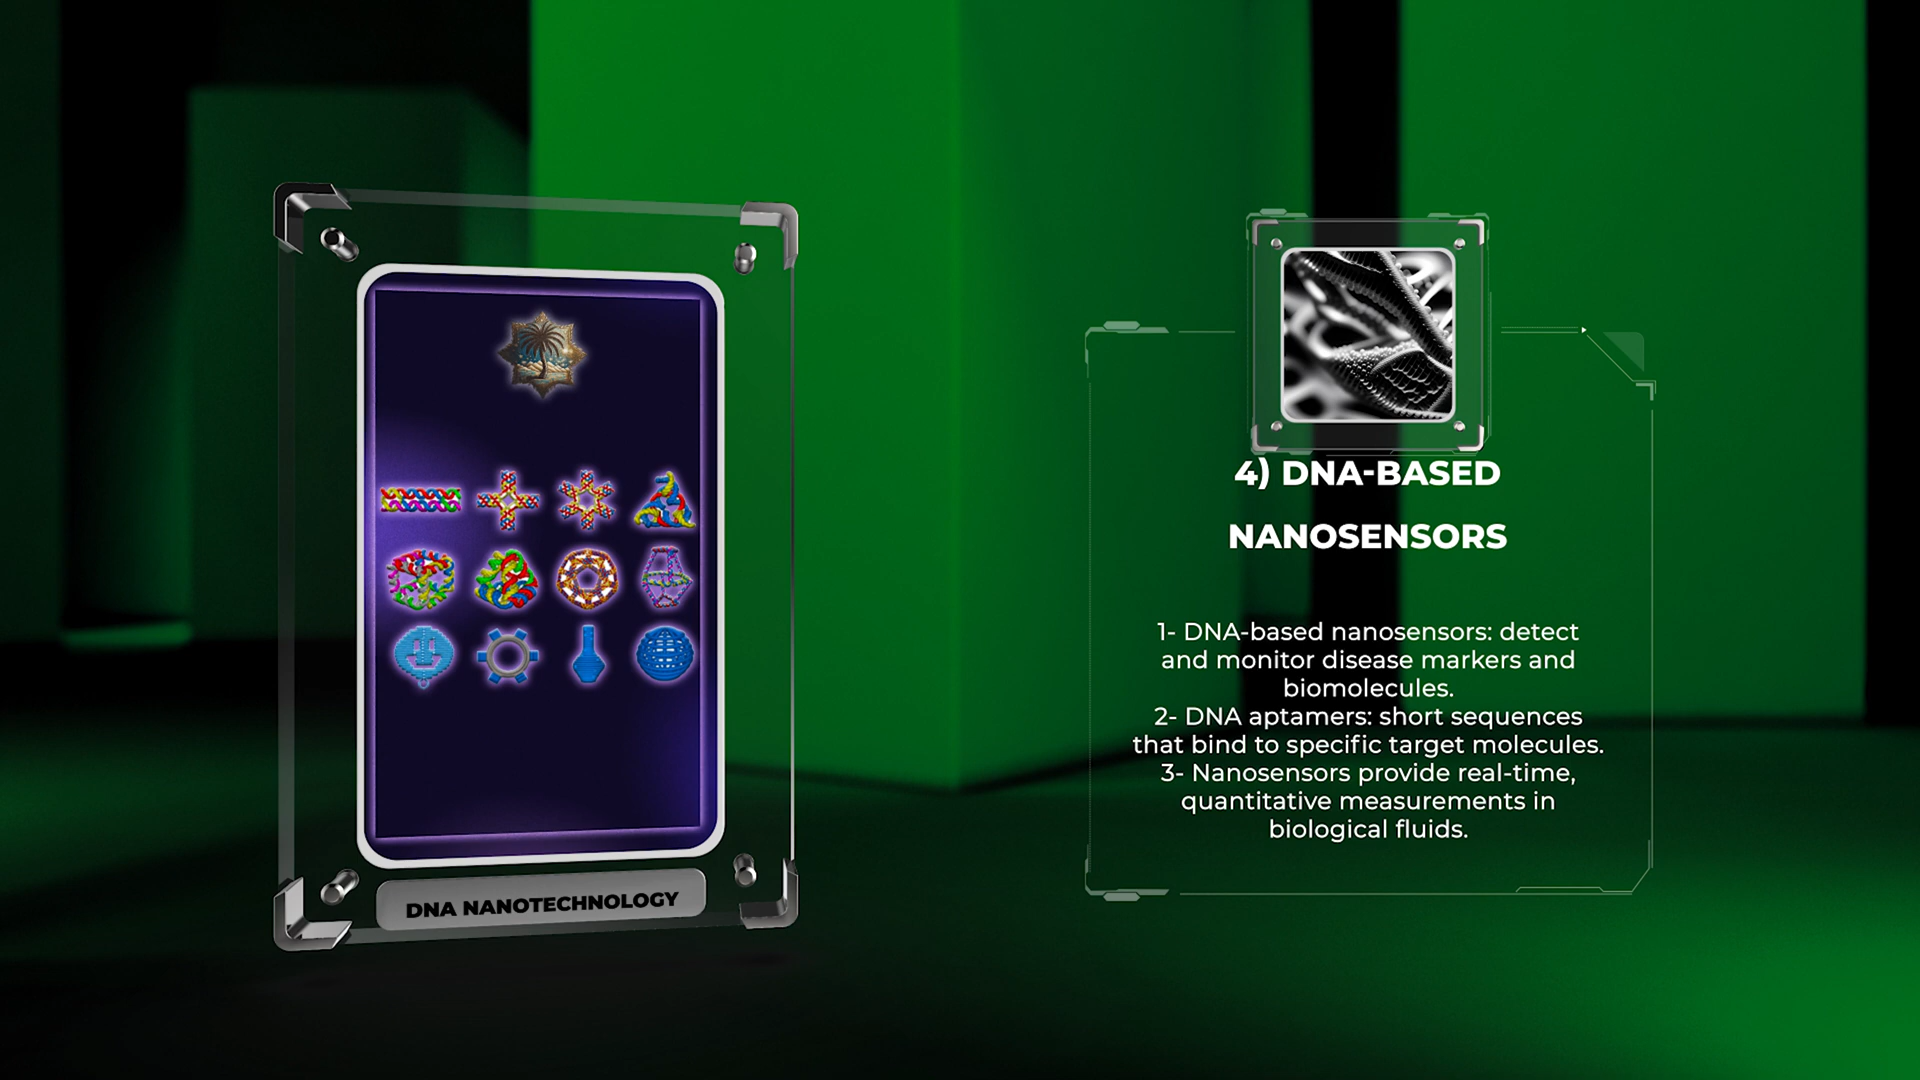 DNA NANOTECHNOLOGY
4) DNA-BASED
NANOSENSORS
1- DNA-based nanosensors: detect
and monitor disease markers and
biomolecules.
2- DNA aptamers: short sequences
that bind to specific target molecules.
3- Nanosensors provide real-time,
quantitative measurements in
biological fluids.